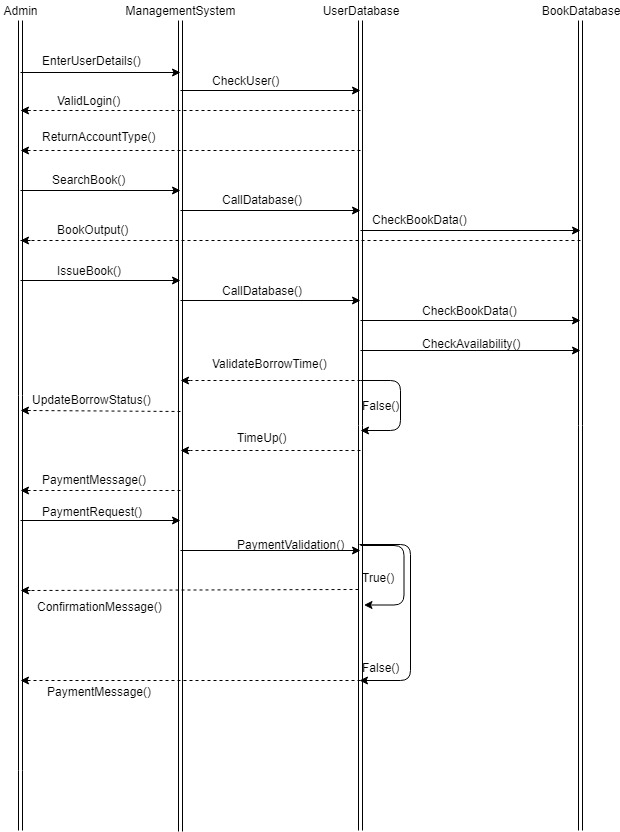 Admin
ManagementSystem
UserDatabase
BookDatabase
EnterUserDetails()
CheckUser()
ValidLogin()
ReturnAccountType()
SearchBook()
CallDatabase()
CheckBookData()
BookOutput()
IssueBook()
CallDatabase()
CheckBookData()
CheckAvailability()
ValidateBorrowTime()
UpdateBorrowStatus()
False()
TimeUp()
PaymentMessage()
PaymentRequest()
PaymentValidation()
True()
ConfirmationMessage()
False()
PaymentMessage()